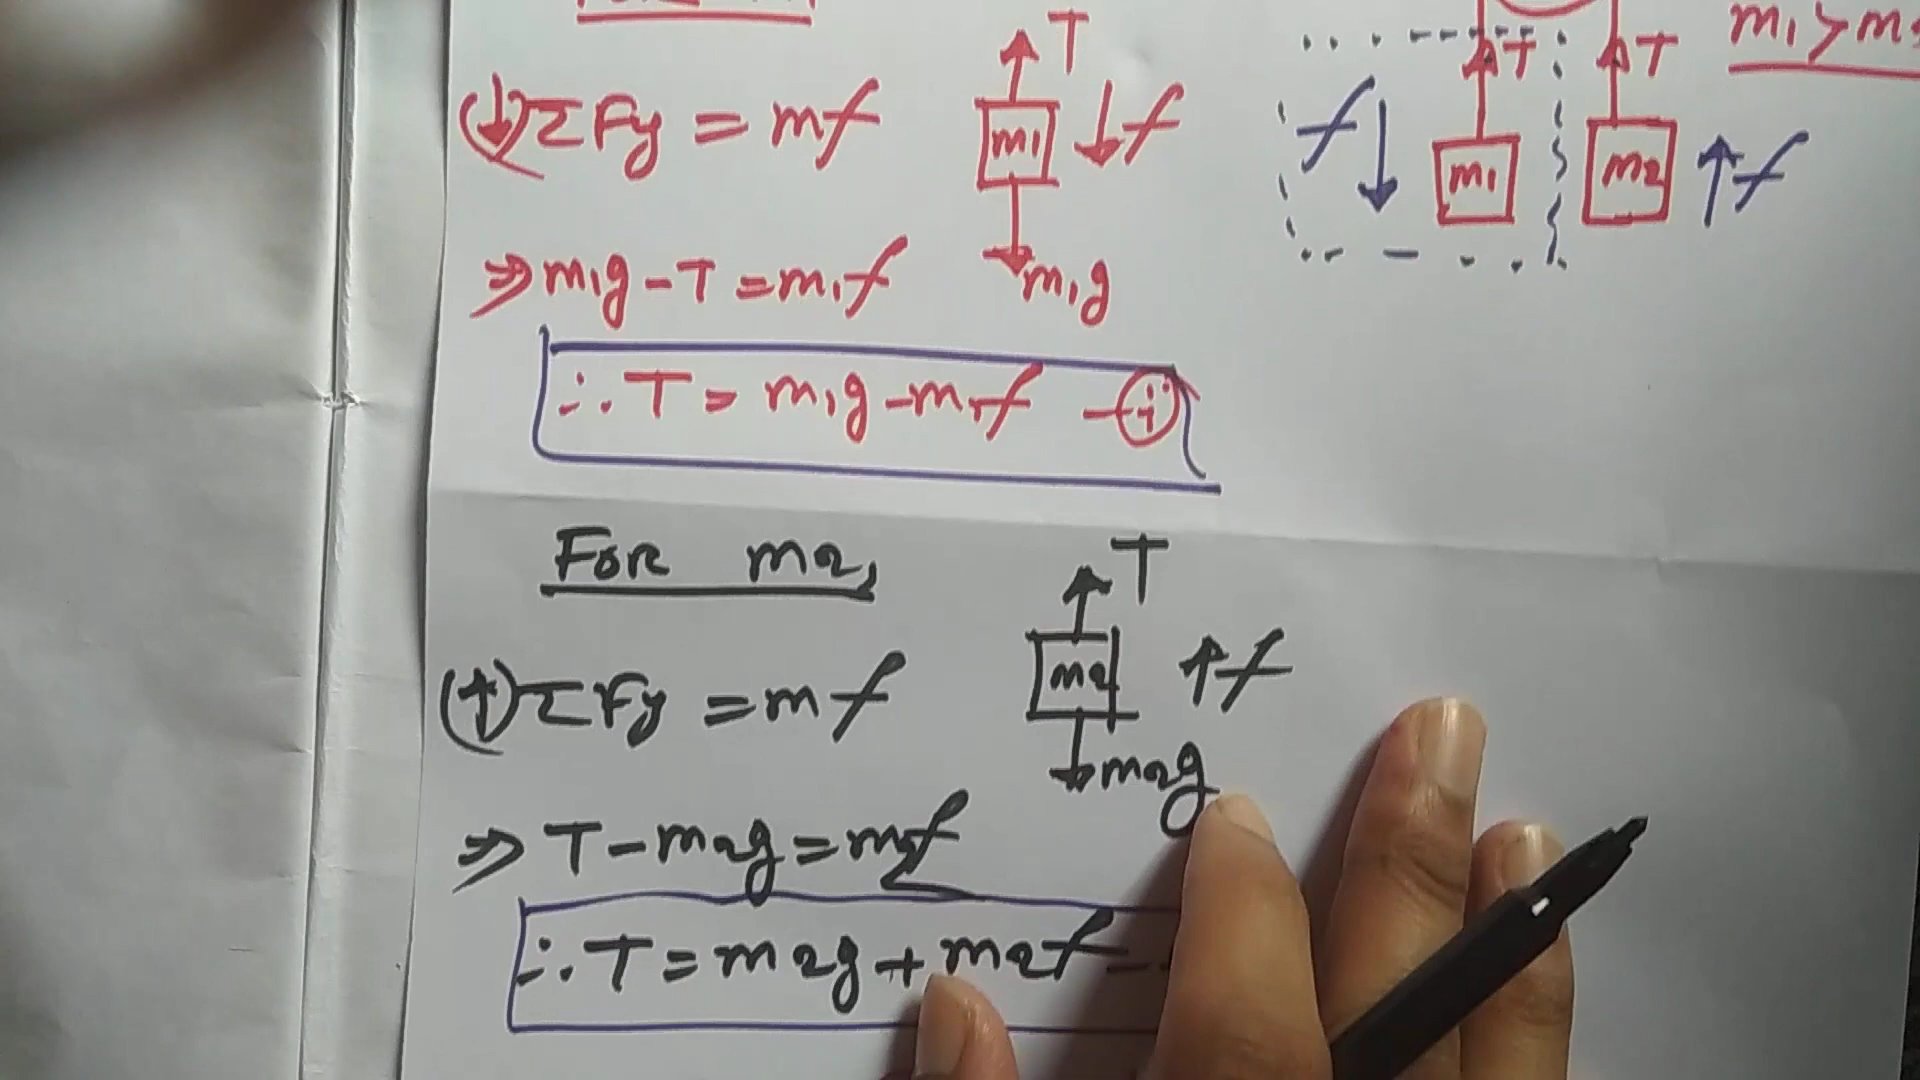 (↓) ΣFy = mf
⇒ m₁g - T = m₁f
∴ T = m₁g - m₁f - (i)
T
m₁ ↓ f
m₁g
m₁ > m
T T
f ↓ m₁ m₂ ↑ f
For m₂,
(↑) ΣFy = mf
⇒ T - m₂g = m₂f
∴ T = m₂g + m₂f -
T
m₂ ↑ f
m₂g